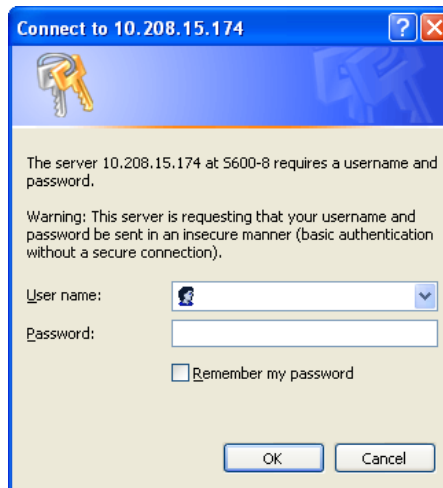 Connect to 10.208.15.174
The server 10.208.15.174 at S600-8 requires a username and
password.
Warning: This server is requesting that your username and
password be sent in an insecure manner (basic authentication
without a secure connection).
User name:
Password:
Remember my password
OK Cancel